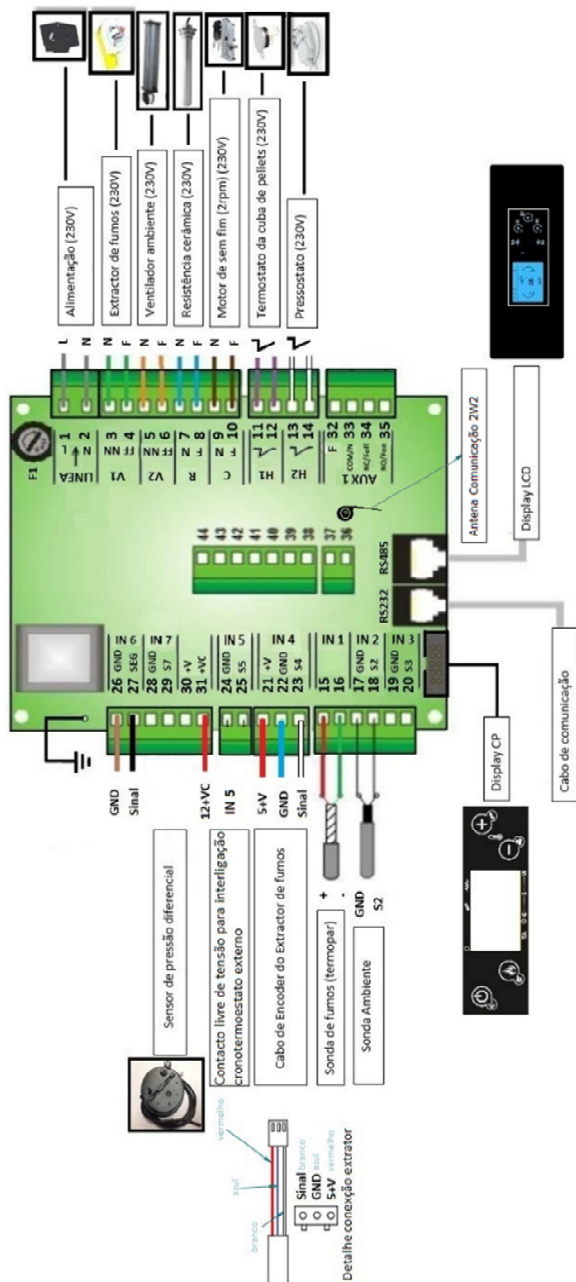 vermelho
azul
branco
Sinal branco
GND azul
5+V vermelho
Detalhe conexção extrator
Sensor de pressão diferencial
Contacto livre de tensão para interligação
cronotermoestato externo
Cabo de Encoder do Extractor de fumos
Sonda de fumos (termopar)
Sonda Ambiente
GND
Sinal
12+VC
IN 5
5+V
GND
Sinal
+
-
GND
S2
26 GND
27 SEG
IN 6
28 GND
29 S7
IN 7
30 +V
31 +VC
24 GND
25 S5
IN 5
21 +V
22 GND
23 S4
IN 4
15
16
IN 1
17 GND
18 S2
IN 2
19 GND
20 S3
IN 3
44
43
42
41
40
39
38
37
36
RS232
RS485
F1
LINEA
L
N
1
2
V1
NN
FF
3
4
V2
NN
FF
5
6
R
N
F
7
8
C
N
F
9
10
H1
11
12
H2
13
14
AUX 1
F 32
COM/N 33
NC/Foff 34
NO/Fon 35
L
N
N
F
N
F
N
F
N
F
Alimentação (230V)
Extractor de fumos (230V)
Ventilador ambiente (230V)
Resistência cerâmica (230V)
Motor de sem fim (2rpm) (230V)
Termostato da cuba de pellets (230V)
Pressostato (230V)
Antena Comunicação 2W2
Display LCD
Display CP
Cabo de comunicação